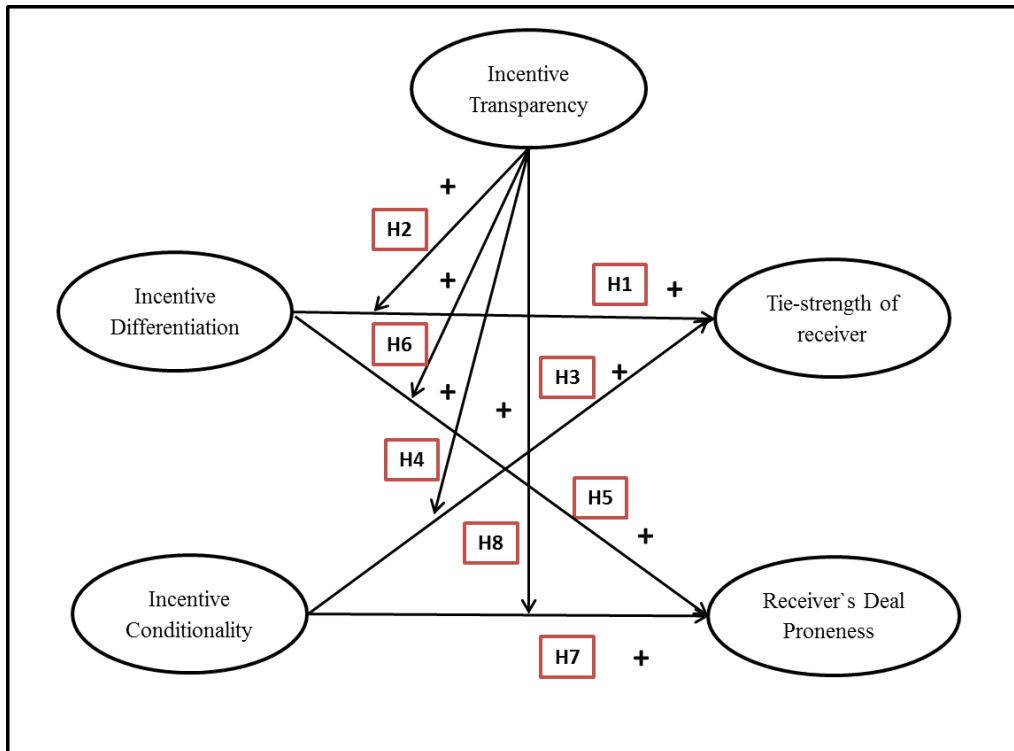 Incentive
Transparency
+
H2
Incentive
Differentiation
+
H1
+
Tie-strength of
receiver
H6
H3
+
+
+
H4
H5
H8
+
Incentive
Conditionality
Receiver`s Deal
Proneness
H7
+